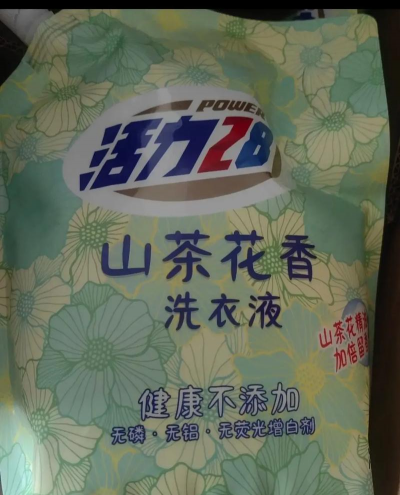 POWER
活力28
山茶花香
洗衣液
山茶花精
加倍留
健康不添加
无磷·无铝·无荧光增白剂